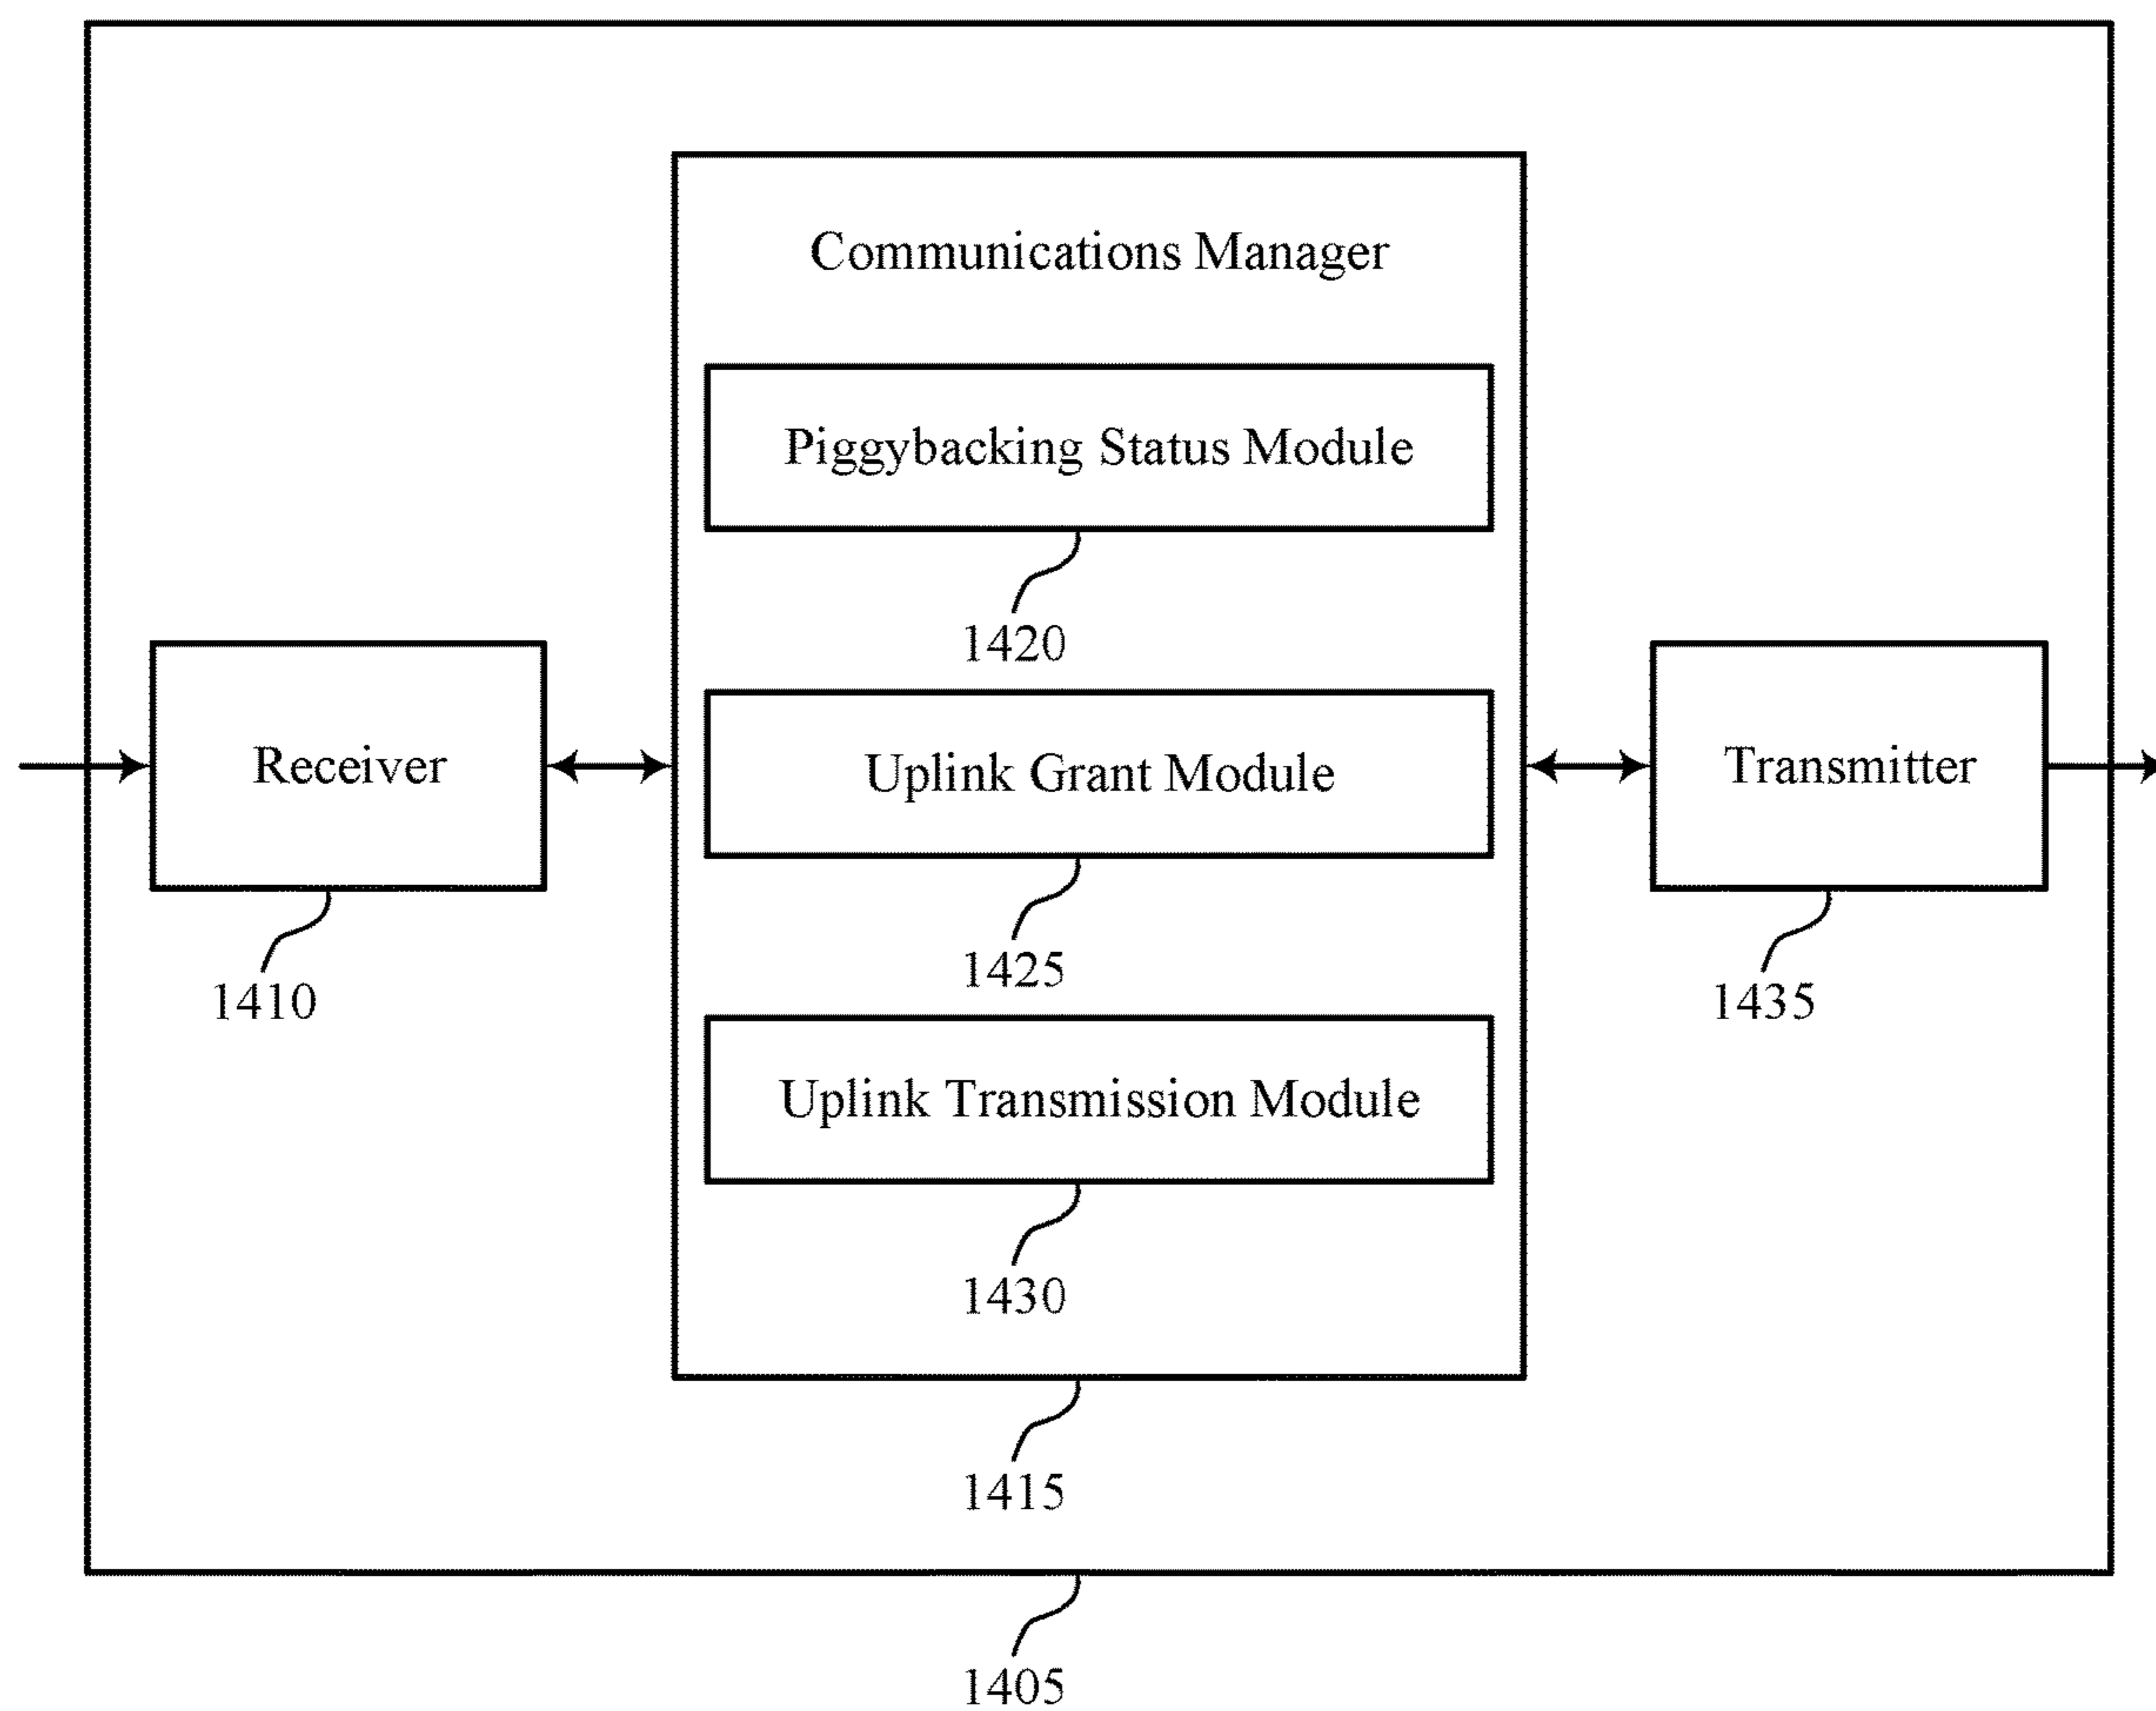 Communications Manager
Piggybacking Status Module
1420
Receiver
1410
Uplink Grant Module
1425
Transmitter
1435
Uplink Transmission Module
1430
1415
1405